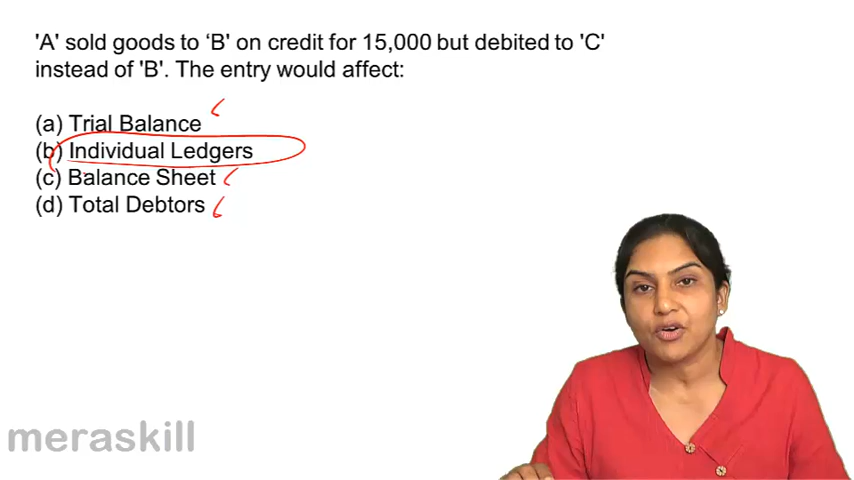 'A' sold goods to ‘B' on credit for 15,000 but debited to 'C'
instead of 'B'. The entry would affect:
(a) Trial Balance
(b) Individual Ledgers
(c) Balance Sheet
(d) Total Debtors
meraskill